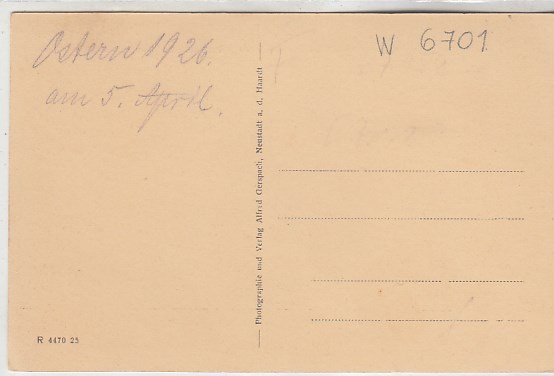 Ostern 1926.
am 5. April.
W 6701
Photographie und Verlag Alfred Gerspach, Neustadt a. d. Haardt
R 4470 25